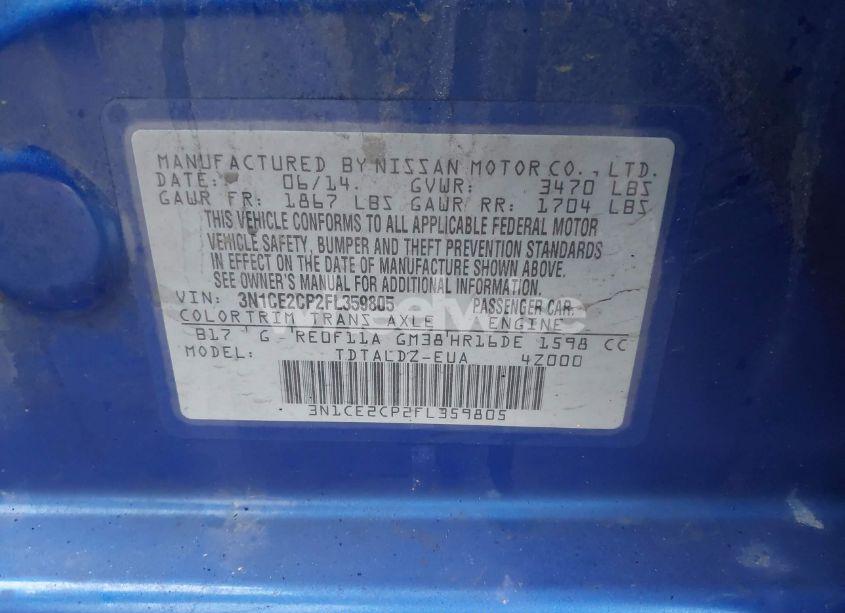 MANUFACTURED BY NISSAN MOTOR CO., LTD.
DATE: 06/14. GVWR: 3470 LBS
GAWR FR: 1867 LBS GAWR RR: 1704 LBS
THIS VEHICLE CONFORMS TO ALL APPLICABLE FEDERAL MOTOR
VEHICLE SAFETY, BUMPER AND THEFT PREVENTION STANDARDS
IN EFFECT ON THE DATE OF MANUFACTURE SHOWN ABOVE.
SEE OWNER'S MANUAL FOR ADDITIONAL INFORMATION.
VIN: 3N1CE2CP2FL359805 PASSENGER CAR.
COLOR TRIM TRANS AXLE ENGINE
B17 G RE0F11A GM38 HR16DE 1598 CC
MODEL: TDTALDZ-EUA 4Z000
3N1CE2CP2FL359805